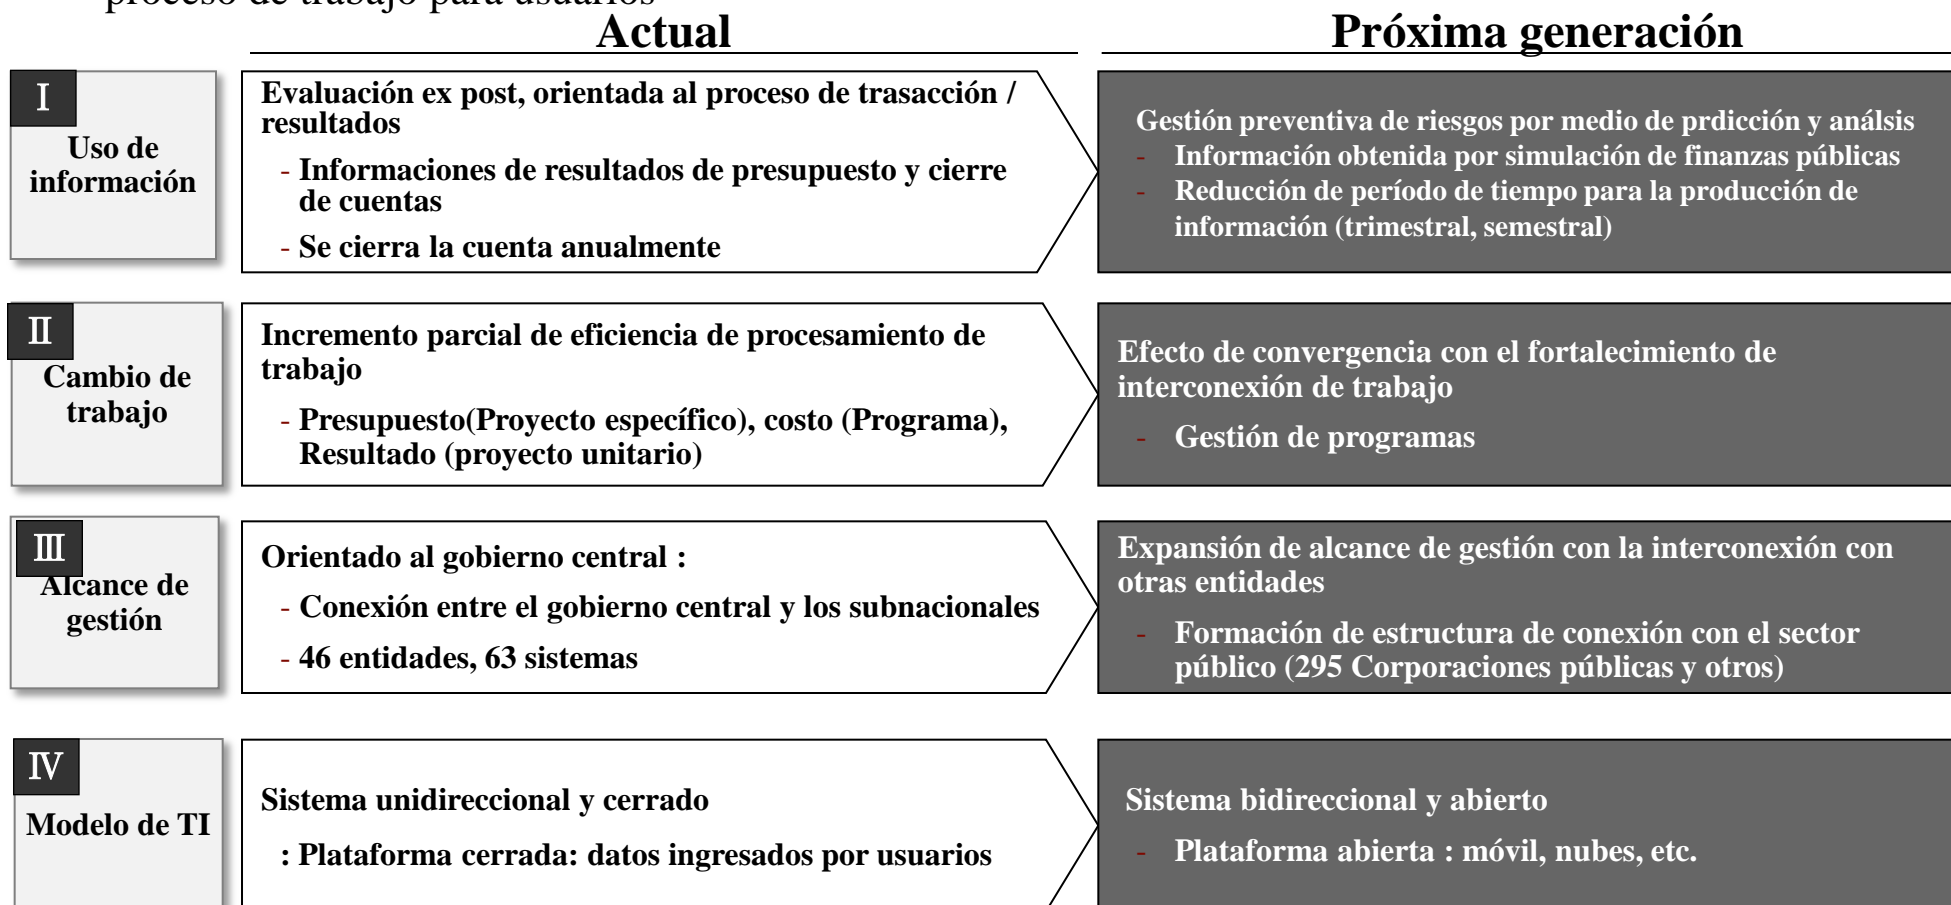 proceso de trabajo para usuarios
Actual
Próxima generación
I
Uso de
información
Evaluación ex post, orientada al proceso de trasacción /
resultados
- Informaciones de resultados de presupuesto y cierre
de cuentas
- Se cierra la cuenta anualmente
Gestión preventiva de riesgos por medio de prdicción y análsis
- Información obtenida por simulación de finanzas públicas
- Reducción de período de tiempo para la producción de
información (trimestral, semestral)
II
Cambio de
trabajo
Incremento parcial de eficiencia de procesamiento de
trabajo
- Presupuesto(Proyecto específico), costo (Programa),
Resultado (proyecto unitario)
Efecto de convergencia con el fortalecimiento de
interconexión de trabajo
- Gestión de programas
III
Alcance de
gestión
Orientado al gobierno central :
- Conexión entre el gobierno central y los subnacionales
- 46 entidades, 63 sistemas
Expansión de alcance de gestión con la interconexión con
otras entidades
- Formación de estructura de conexión con el sector
público (295 Corporaciones públicas y otros)
IV
Modelo de TI
Sistema unidireccional y cerrado
: Plataforma cerrada: datos ingresados por usuarios
Sistema bidireccional y abierto
- Plataforma abierta : móvil, nubes, etc.